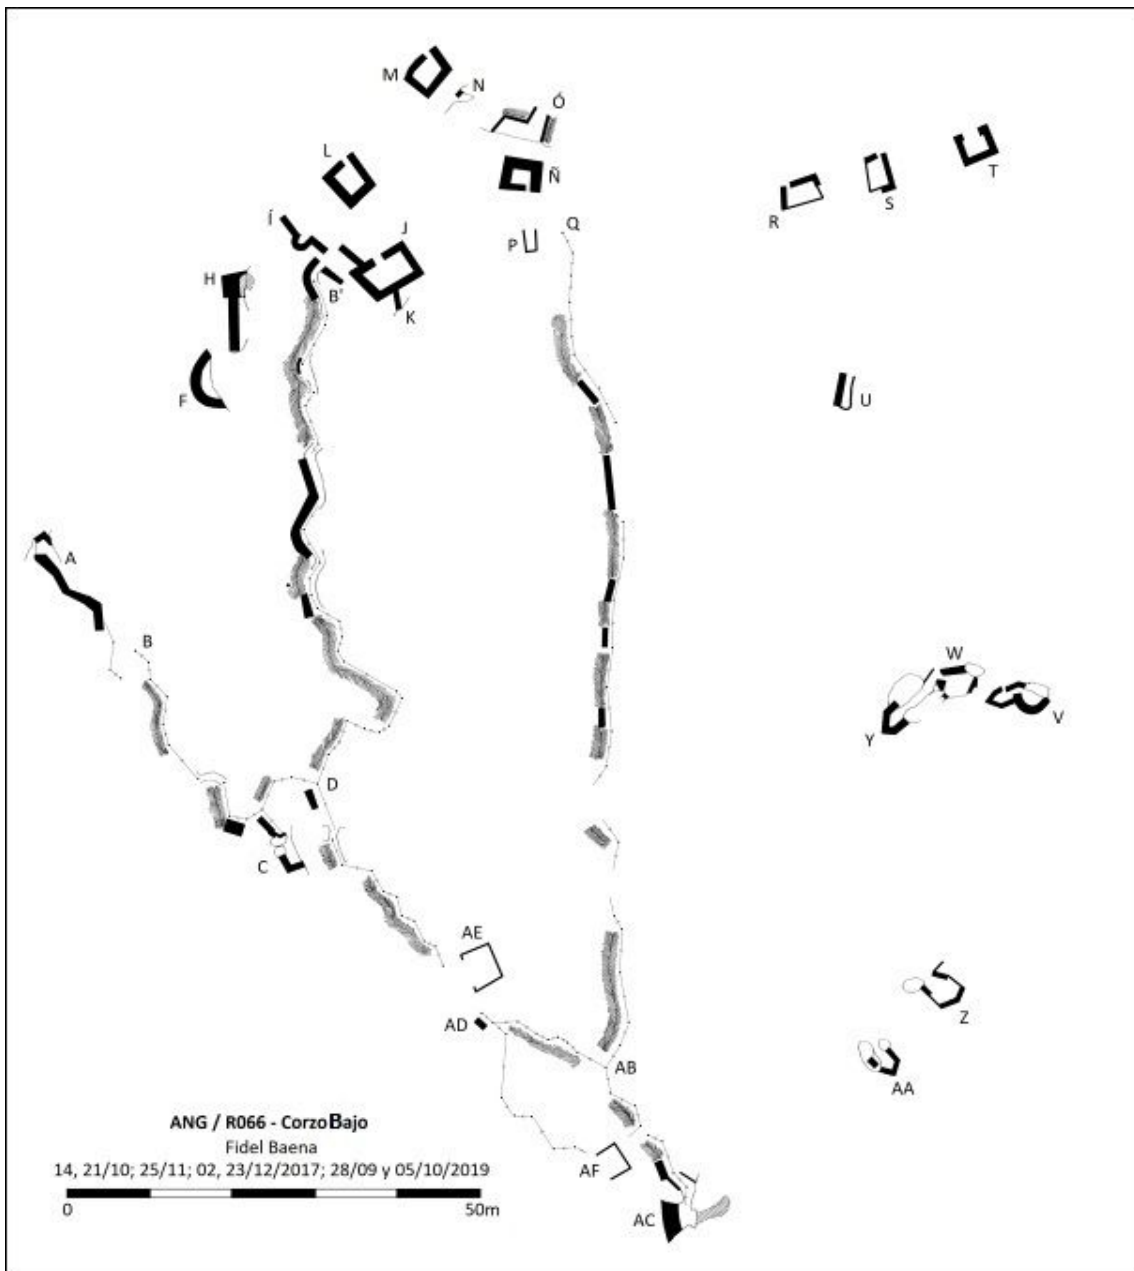 M
N
Ó
L
Ñ
T
R
S
Í
J
Q
P
H
B'
K
F
U
A
B
W
V
Y
D
C
AE
AD
Z
AB
AA
ANG / R066 - CorzoBajo
Fidel Baena
14, 21/10; 25/11; 02, 23/12/2017; 28/09 y 05/10/2019
0 50m
AF
AC